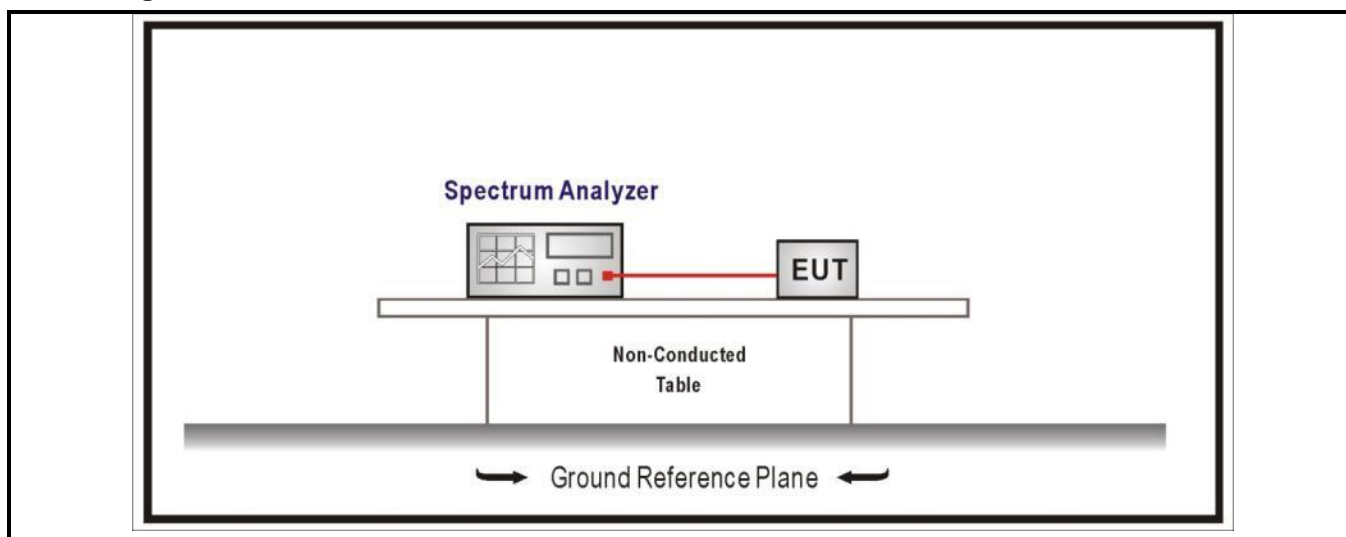 Spectrum Analyzer
EUT
Non-Conducted
Table
Ground Reference Plane